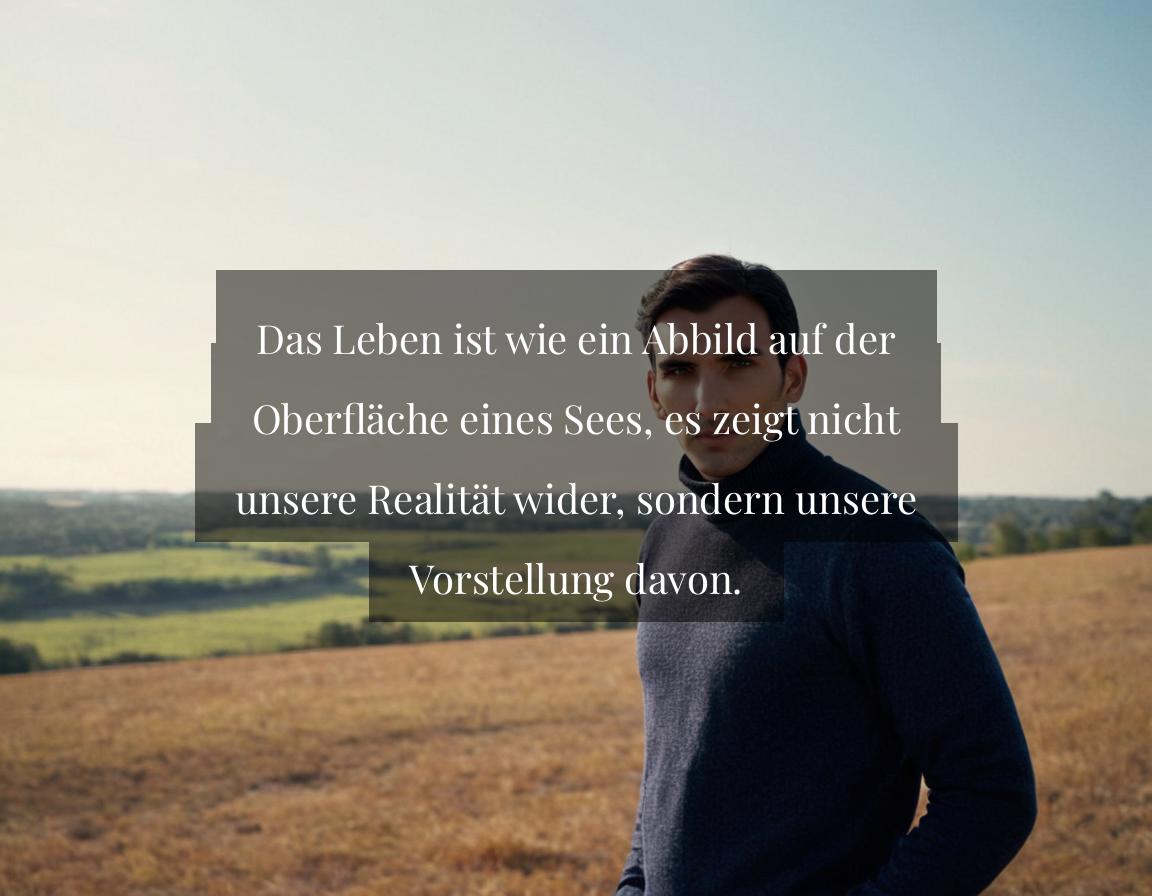 Das Leben ist wie ein Abbild auf der
Oberfläche eines Sees, es zeigt nicht
unsere Realität wider, sondern unsere
Vorstellung davon.